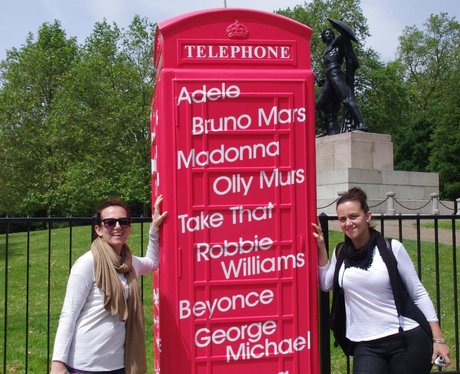 TELEPHONE
Adele
Bruno Mars
Madonna
Olly Murs
Take That
Robbie
Williams
Beyonce
George
Michael